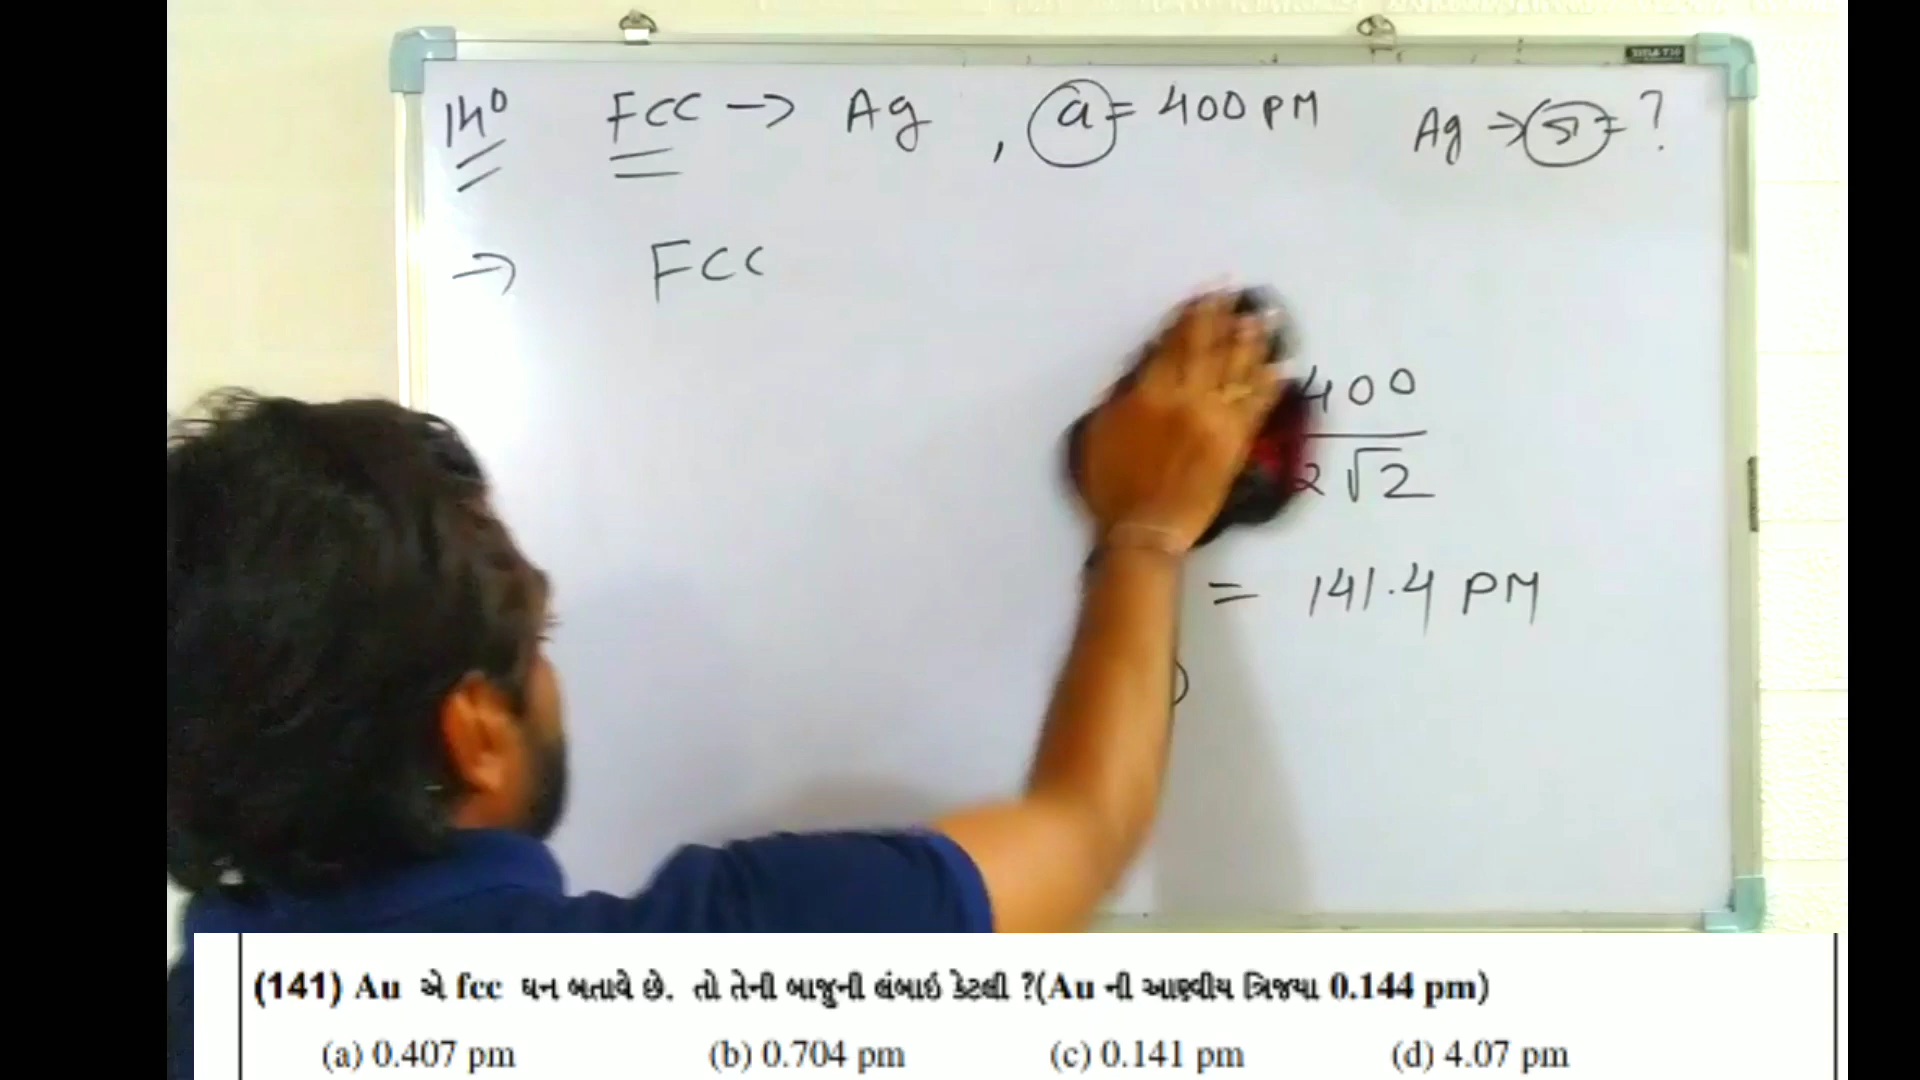 140 FCC → Ag , a = 400 PM Ag → r = ?
→ FCC
400
2√2
= 141.4 PM
(141) Au એ fcc ઘન બતાવે છે. તો તેની બાજુની લંબાઇ કેટલી ?(Au ની આણ્વીય ત્રિજ્યા 0.144 pm)
(a) 0.407 pm (b) 0.704 pm (c) 0.141 pm (d) 4.07 pm